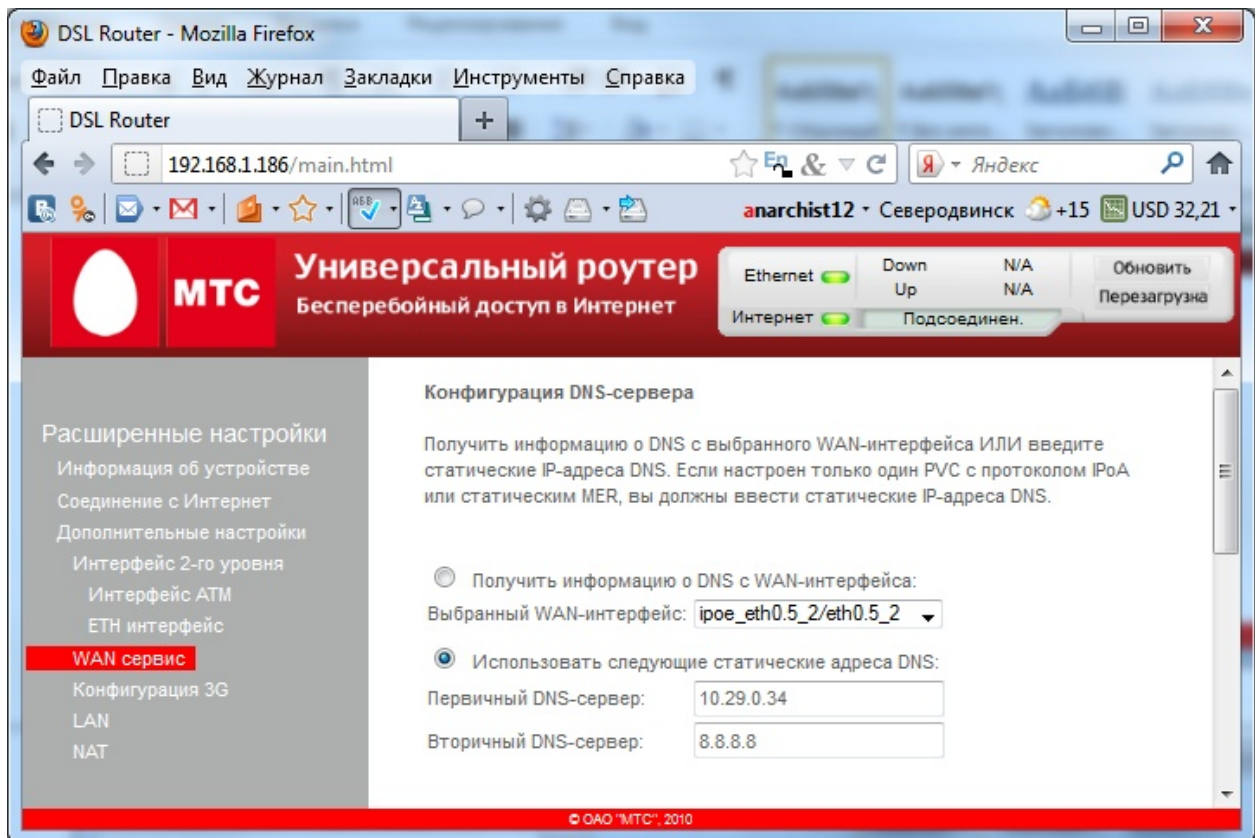 DSL Router - Mozilla Firefox
Файл Правка Вид Журнал Закладки Инструменты Справка
DSL Router
192.168.1.186/main.html
Яндекс
anarchist12 Северодвинск +15 USD 32,21
МТС
Универсальный роутер
Бесперебойный доступ в Интернет
Ethernet Down N/A
Up N/A
Интернет Подсоединен.
Обновить
Перезагрузка
Расширенные настройки
Информация об устройстве
Соединение с Интернет
Дополнительные настройки
Интерфейс 2-го уровня
Интерфейс ATM
ETH интерфейс
WAN сервис
Конфигурация 3G
LAN
NAT
Конфигурация DNS-сервера
Получить информацию о DNS с выбранного WAN-интерфейса ИЛИ введите
статические IP-адреса DNS. Если настроен только один PVC с протоколом IPoA
или статическим MER, вы должны ввести статические IP-адреса DNS.
Получить информацию о DNS с WAN-интерфейса:
Выбранный WAN-интерфейс: ipoe_eth0.5_2/eth0.5_2
Использовать следующие статические адреса DNS:
Первичный DNS-сервер: 10.29.0.34
Вторичный DNS-сервер: 8.8.8.8
© ОАО "МТС", 2010